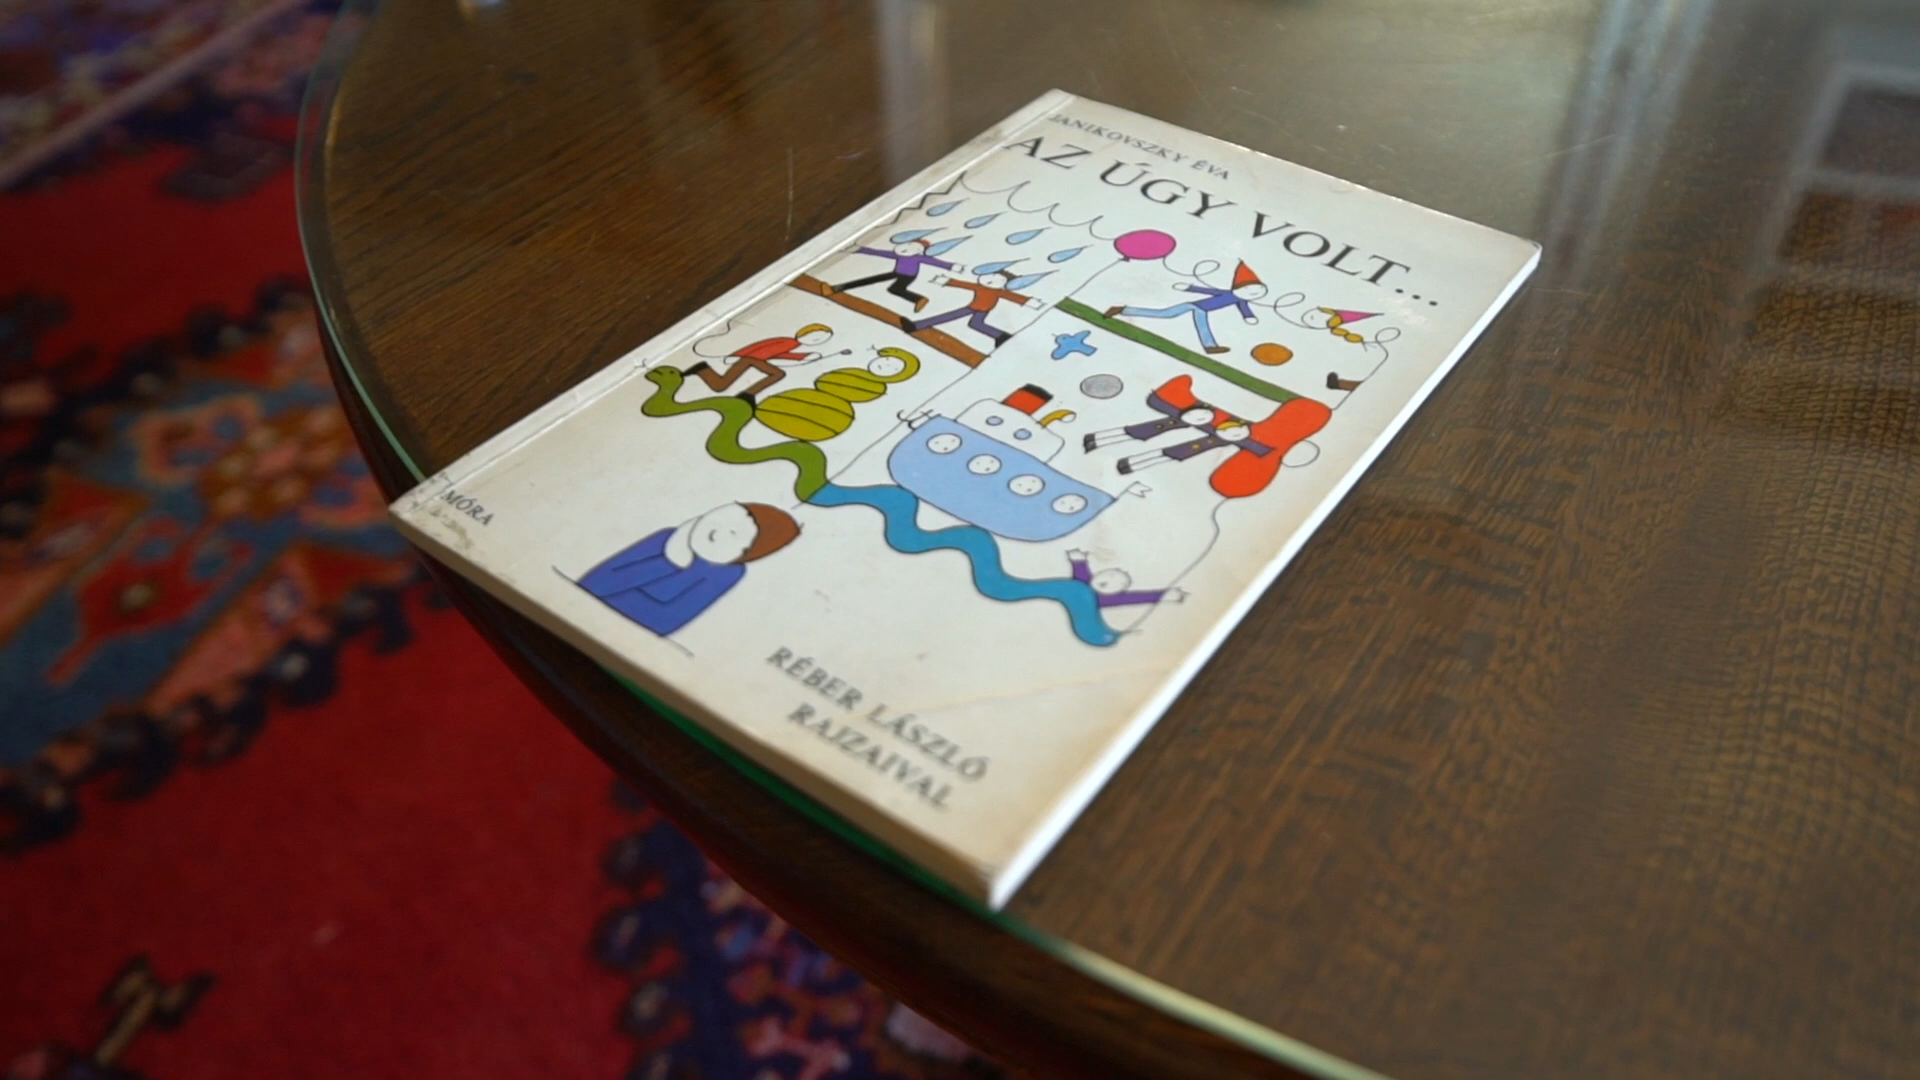 JANIKOVSZKY ÉVA
AZ ÚGY VOLT...
MÓRA
RÉBER LÁSZLÓ
RAJZAIVAL